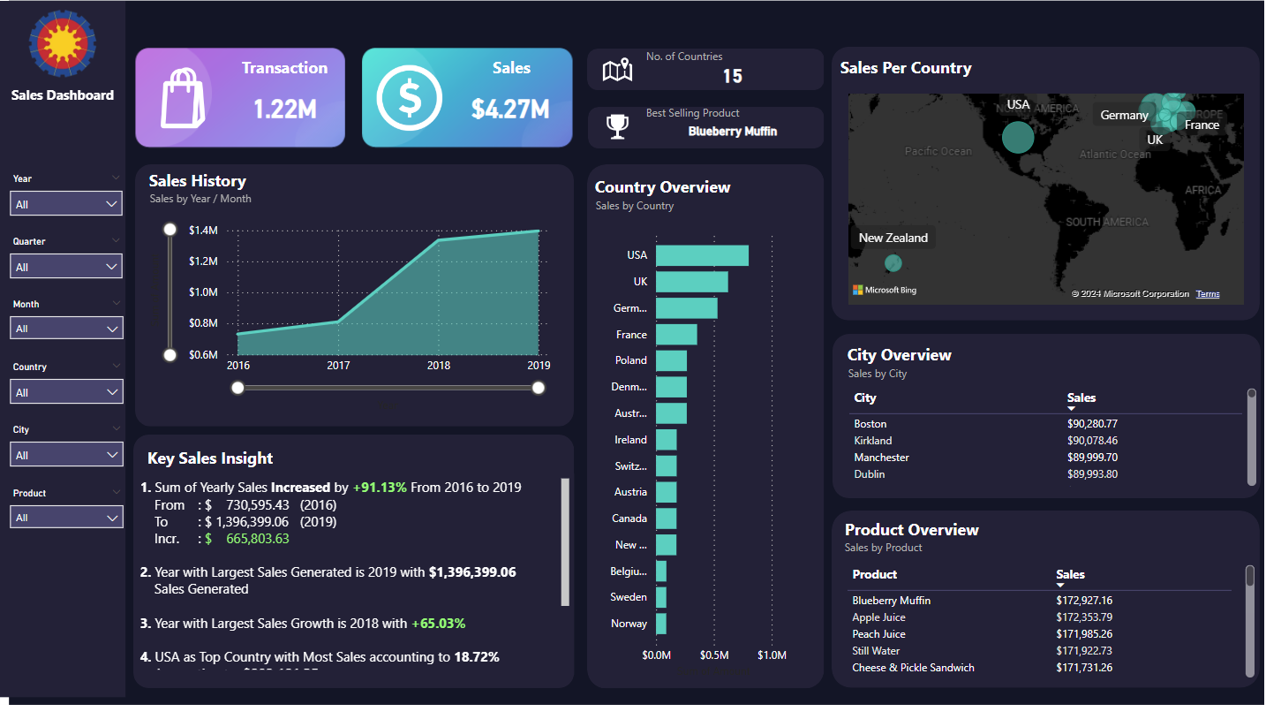 Sales Dashboard
Year
All
Quarter
All
Month
All
Country
All
City
All
Product
All
Transaction
1.22M
Sales
$4.27M
No. of Countries
15
Best Selling Product
Blueberry Muffin
Sales History
Sales by Year / Month
$1.4M
$1.2M
$1.0M
$0.8M
$0.6M
2016 2017 2018 2019
Key Sales Insight
1. Sum of Yearly Sales Increased by +91.13% From 2016 to 2019
From : $ 730,595.43 (2016)
To : $ 1,396,399.06 (2019)
Incr. : $ 665,803.63
2. Year with Largest Sales Generated is 2019 with $1,396,399.06
Sales Generated
3. Year with Largest Sales Growth is 2018 with +65.03%
4. USA as Top Country with Most Sales accounting to 18.72%
Country Overview
Sales by Country
USA
UK
Germ...
France
Poland
Denm...
Austr...
Ireland
Switz...
Austria
Canada
New ...
Belgiu...
Sweden
Norway
$0.0M $0.5M $1.0M
Sales Per Country
USA
AMERICA
Germany
France
UK
Pacific Ocean
Atlantic Ocean
AFRICA
SOUTH AMERICA
New Zealand
Microsoft Bing
© 2024 Microsoft Corporation Terms
City Overview
Sales by City
City Sales
Boston $90,280.77
Kirkland $90,078.46
Manchester $89,999.70
Dublin $89,993.80
Product Overview
Sales by Product
Product Sales
Blueberry Muffin $172,927.16
Apple Juice $172,353.79
Peach Juice $171,985.26
Still Water $171,922.73
Cheese & Pickle Sandwich $171,731.26